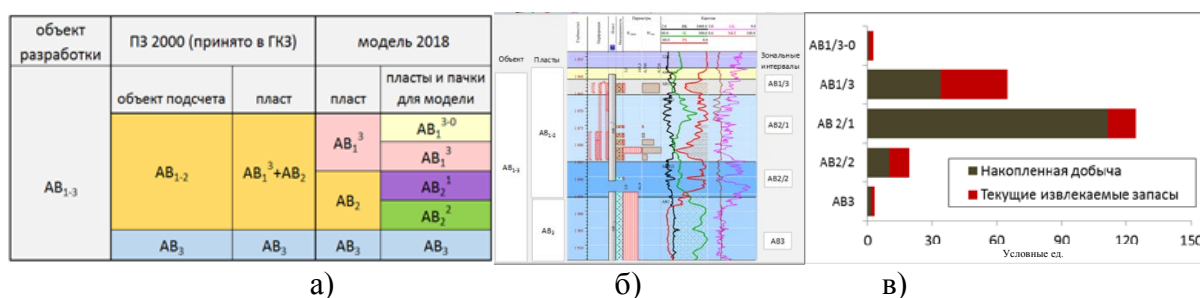 объект разработки
ПЗ 2000 (принято в ГКЗ)
модель 2018
объект подсчета
пласт
пласт
пласты и пачки для модели
АВ₁₋₃
АВ₁₋₂
АВ₁³+АВ₂
АВ₁³
АВ₁³⁻⁰
АВ₁³
АВ₂
АВ₂¹
АВ₂²
АВ₃
АВ₃
АВ₃
АВ₃
а)
Объект
Пласты
Зональные
интервалы
АВ₁₋₃
АВ₁₋₂
АВ₃
АВ1/3
АВ2/1
АВ2/2
АВ3
б)
АВ1/3-0
АВ1/3
АВ 2/1
АВ2/2
АВ3
Накопленная добыча
Текущие извлекаемые запасы
0 30 60 90 120 150
Условные ед.
в)